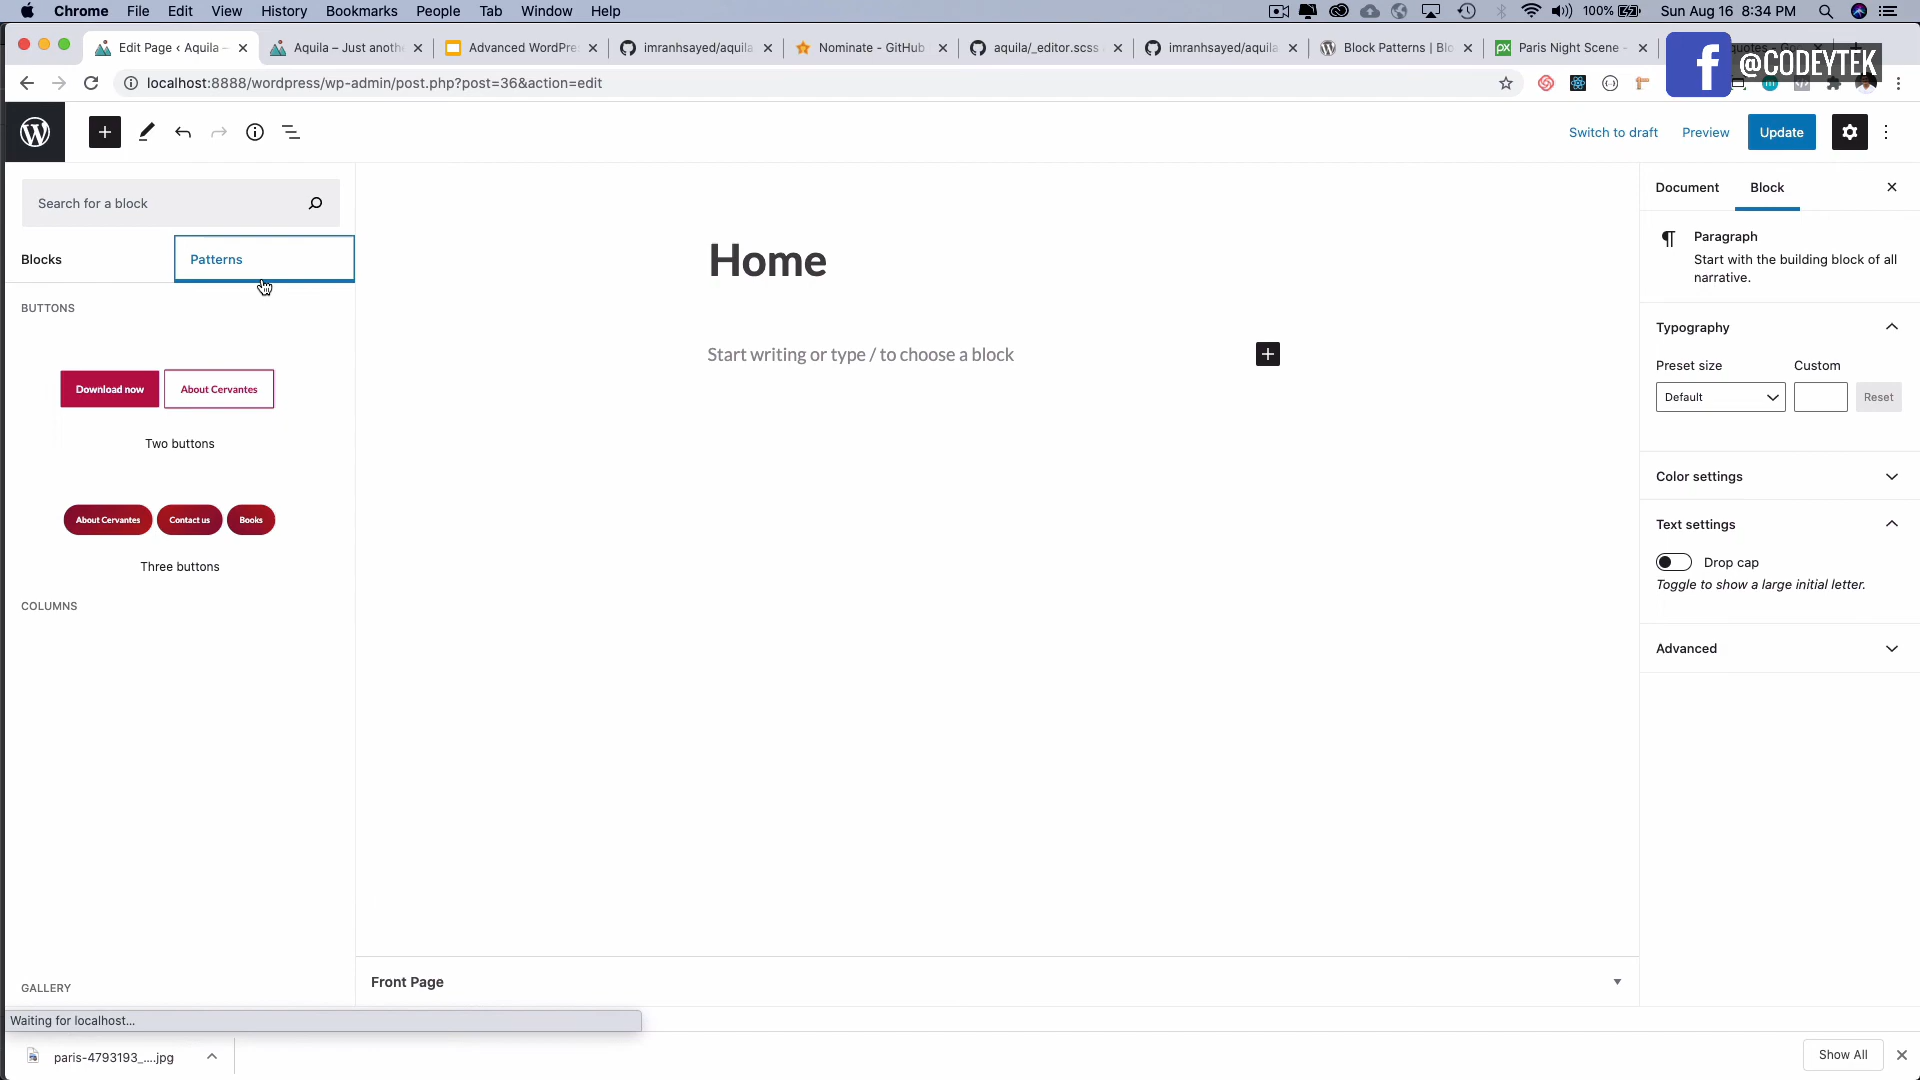 Chrome File Edit View History Bookmarks People Tab Window Help 100% Sun Aug 16 8:34 PM
Edit Page ‹ Aquila – Aquila – Just anoth Advanced WordPre imranhsayed/aquila Nominate - GitHub aquila/_editor.scss imranhsayed/aquila Block Patterns | Blo Paris Night Scene -
f @CODEYTEK
localhost:8888/wordpress/wp-admin/post.php?post=36&action=edit
Switch to draft Preview Update
Search for a block
Document Block
Blocks Patterns
Paragraph
Start with the building block of all
narrative.
Home
BUTTONS
Typography
Start writing or type / to choose a block
Preset size Custom
Download now About Cervantes
Default Reset
Two buttons
Color settings
About Cervantes Contact us Books
Text settings
Three buttons
Drop cap
Toggle to show a large initial letter.
COLUMNS
Advanced
Front Page
GALLERY
Waiting for localhost...
paris-4793193_....jpg
Show All